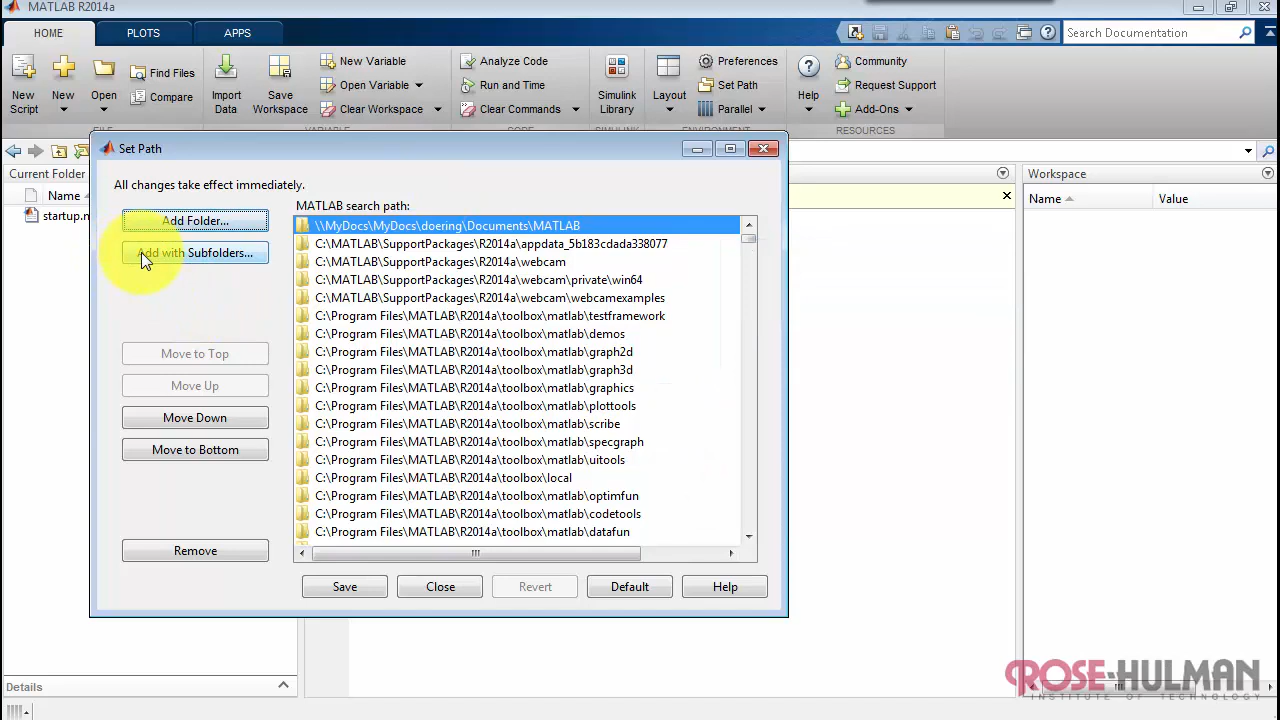 MATLAB R2014a
HOME PLOTS APPS
Search Documentation
New Script
New
Open
Find Files
Compare
Import Data
Save Workspace
New Variable
Open Variable
Clear Workspace
Analyze Code
Run and Time
Clear Commands
Simulink Library
Layout
Preferences
Set Path
Parallel
Help
Community
Request Support
Add-Ons
RESOURCES
Current Folder
Name
Workspace
Name Value
Set Path
All changes take effect immediately.
Add Folder...
Add with Subfolders...
Move to Top
Move Up
Move Down
Move to Bottom
Remove
MATLAB search path:
\\MyDocs\MyDocs\doering\Documents\MATLAB
C:\MATLAB\SupportPackages\R2014a\appdata_5b183cdada338077
C:\MATLAB\SupportPackages\R2014a\webcam
C:\MATLAB\SupportPackages\R2014a\webcam\private\win64
C:\MATLAB\SupportPackages\R2014a\webcam\webcamexamples
C:\Program Files\MATLAB\R2014a\toolbox\matlab\testframework
C:\Program Files\MATLAB\R2014a\toolbox\matlab\demos
C:\Program Files\MATLAB\R2014a\toolbox\matlab\graph2d
C:\Program Files\MATLAB\R2014a\toolbox\matlab\graph3d
C:\Program Files\MATLAB\R2014a\toolbox\matlab\graphics
C:\Program Files\MATLAB\R2014a\toolbox\matlab\plottools
C:\Program Files\MATLAB\R2014a\toolbox\matlab\scribe
C:\Program Files\MATLAB\R2014a\toolbox\matlab\specgraph
C:\Program Files\MATLAB\R2014a\toolbox\matlab\uitools
C:\Program Files\MATLAB\R2014a\toolbox\local
C:\Program Files\MATLAB\R2014a\toolbox\matlab\optimfun
C:\Program Files\MATLAB\R2014a\toolbox\matlab\codetools
C:\Program Files\MATLAB\R2014a\toolbox\matlab\datafun
Save Close Revert Default Help
Details
ROSE-HULMAN
INSTITUTE OF TECHNOLOGY